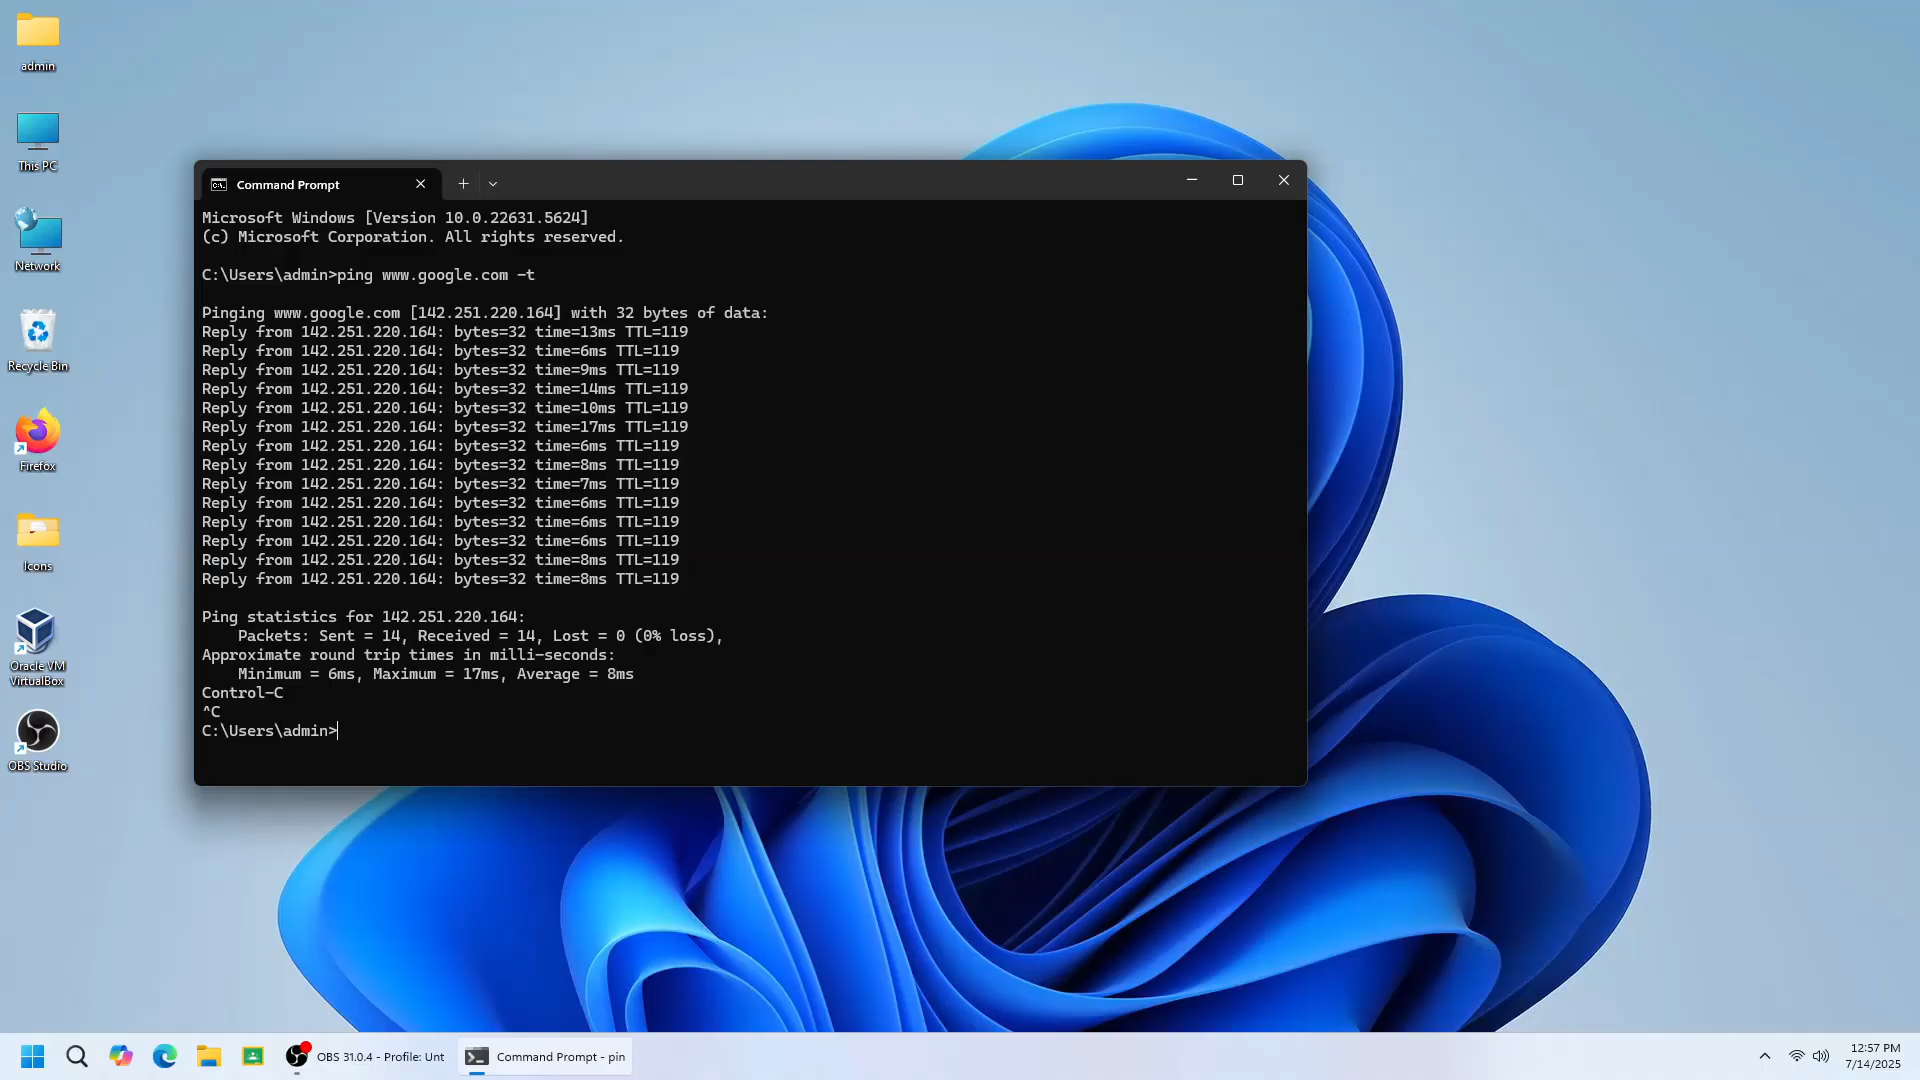 admin
This PC
Network
Recycle Bin
Firefox
Icons
Oracle VM
VirtualBox
OBS Studio
Command Prompt
Microsoft Windows [Version 10.0.22631.5624]
(c) Microsoft Corporation. All rights reserved.
C:\Users\admin>ping www.google.com -t
Pinging www.google.com [142.251.220.164] with 32 bytes of data:
Reply from 142.251.220.164: bytes=32 time=13ms TTL=119
Reply from 142.251.220.164: bytes=32 time=6ms TTL=119
Reply from 142.251.220.164: bytes=32 time=9ms TTL=119
Reply from 142.251.220.164: bytes=32 time=14ms TTL=119
Reply from 142.251.220.164: bytes=32 time=10ms TTL=119
Reply from 142.251.220.164: bytes=32 time=17ms TTL=119
Reply from 142.251.220.164: bytes=32 time=6ms TTL=119
Reply from 142.251.220.164: bytes=32 time=8ms TTL=119
Reply from 142.251.220.164: bytes=32 time=7ms TTL=119
Reply from 142.251.220.164: bytes=32 time=6ms TTL=119
Reply from 142.251.220.164: bytes=32 time=6ms TTL=119
Reply from 142.251.220.164: bytes=32 time=6ms TTL=119
Reply from 142.251.220.164: bytes=32 time=8ms TTL=119
Reply from 142.251.220.164: bytes=32 time=8ms TTL=119
Ping statistics for 142.251.220.164:
Packets: Sent = 14, Received = 14, Lost = 0 (0% loss),
Approximate round trip times in milli-seconds:
Minimum = 6ms, Maximum = 17ms, Average = 8ms
Control-C
^C
C:\Users\admin>
OBS 31.0.4 - Profile: Unt
Command Prompt - pin
12:57 PM
7/14/2025